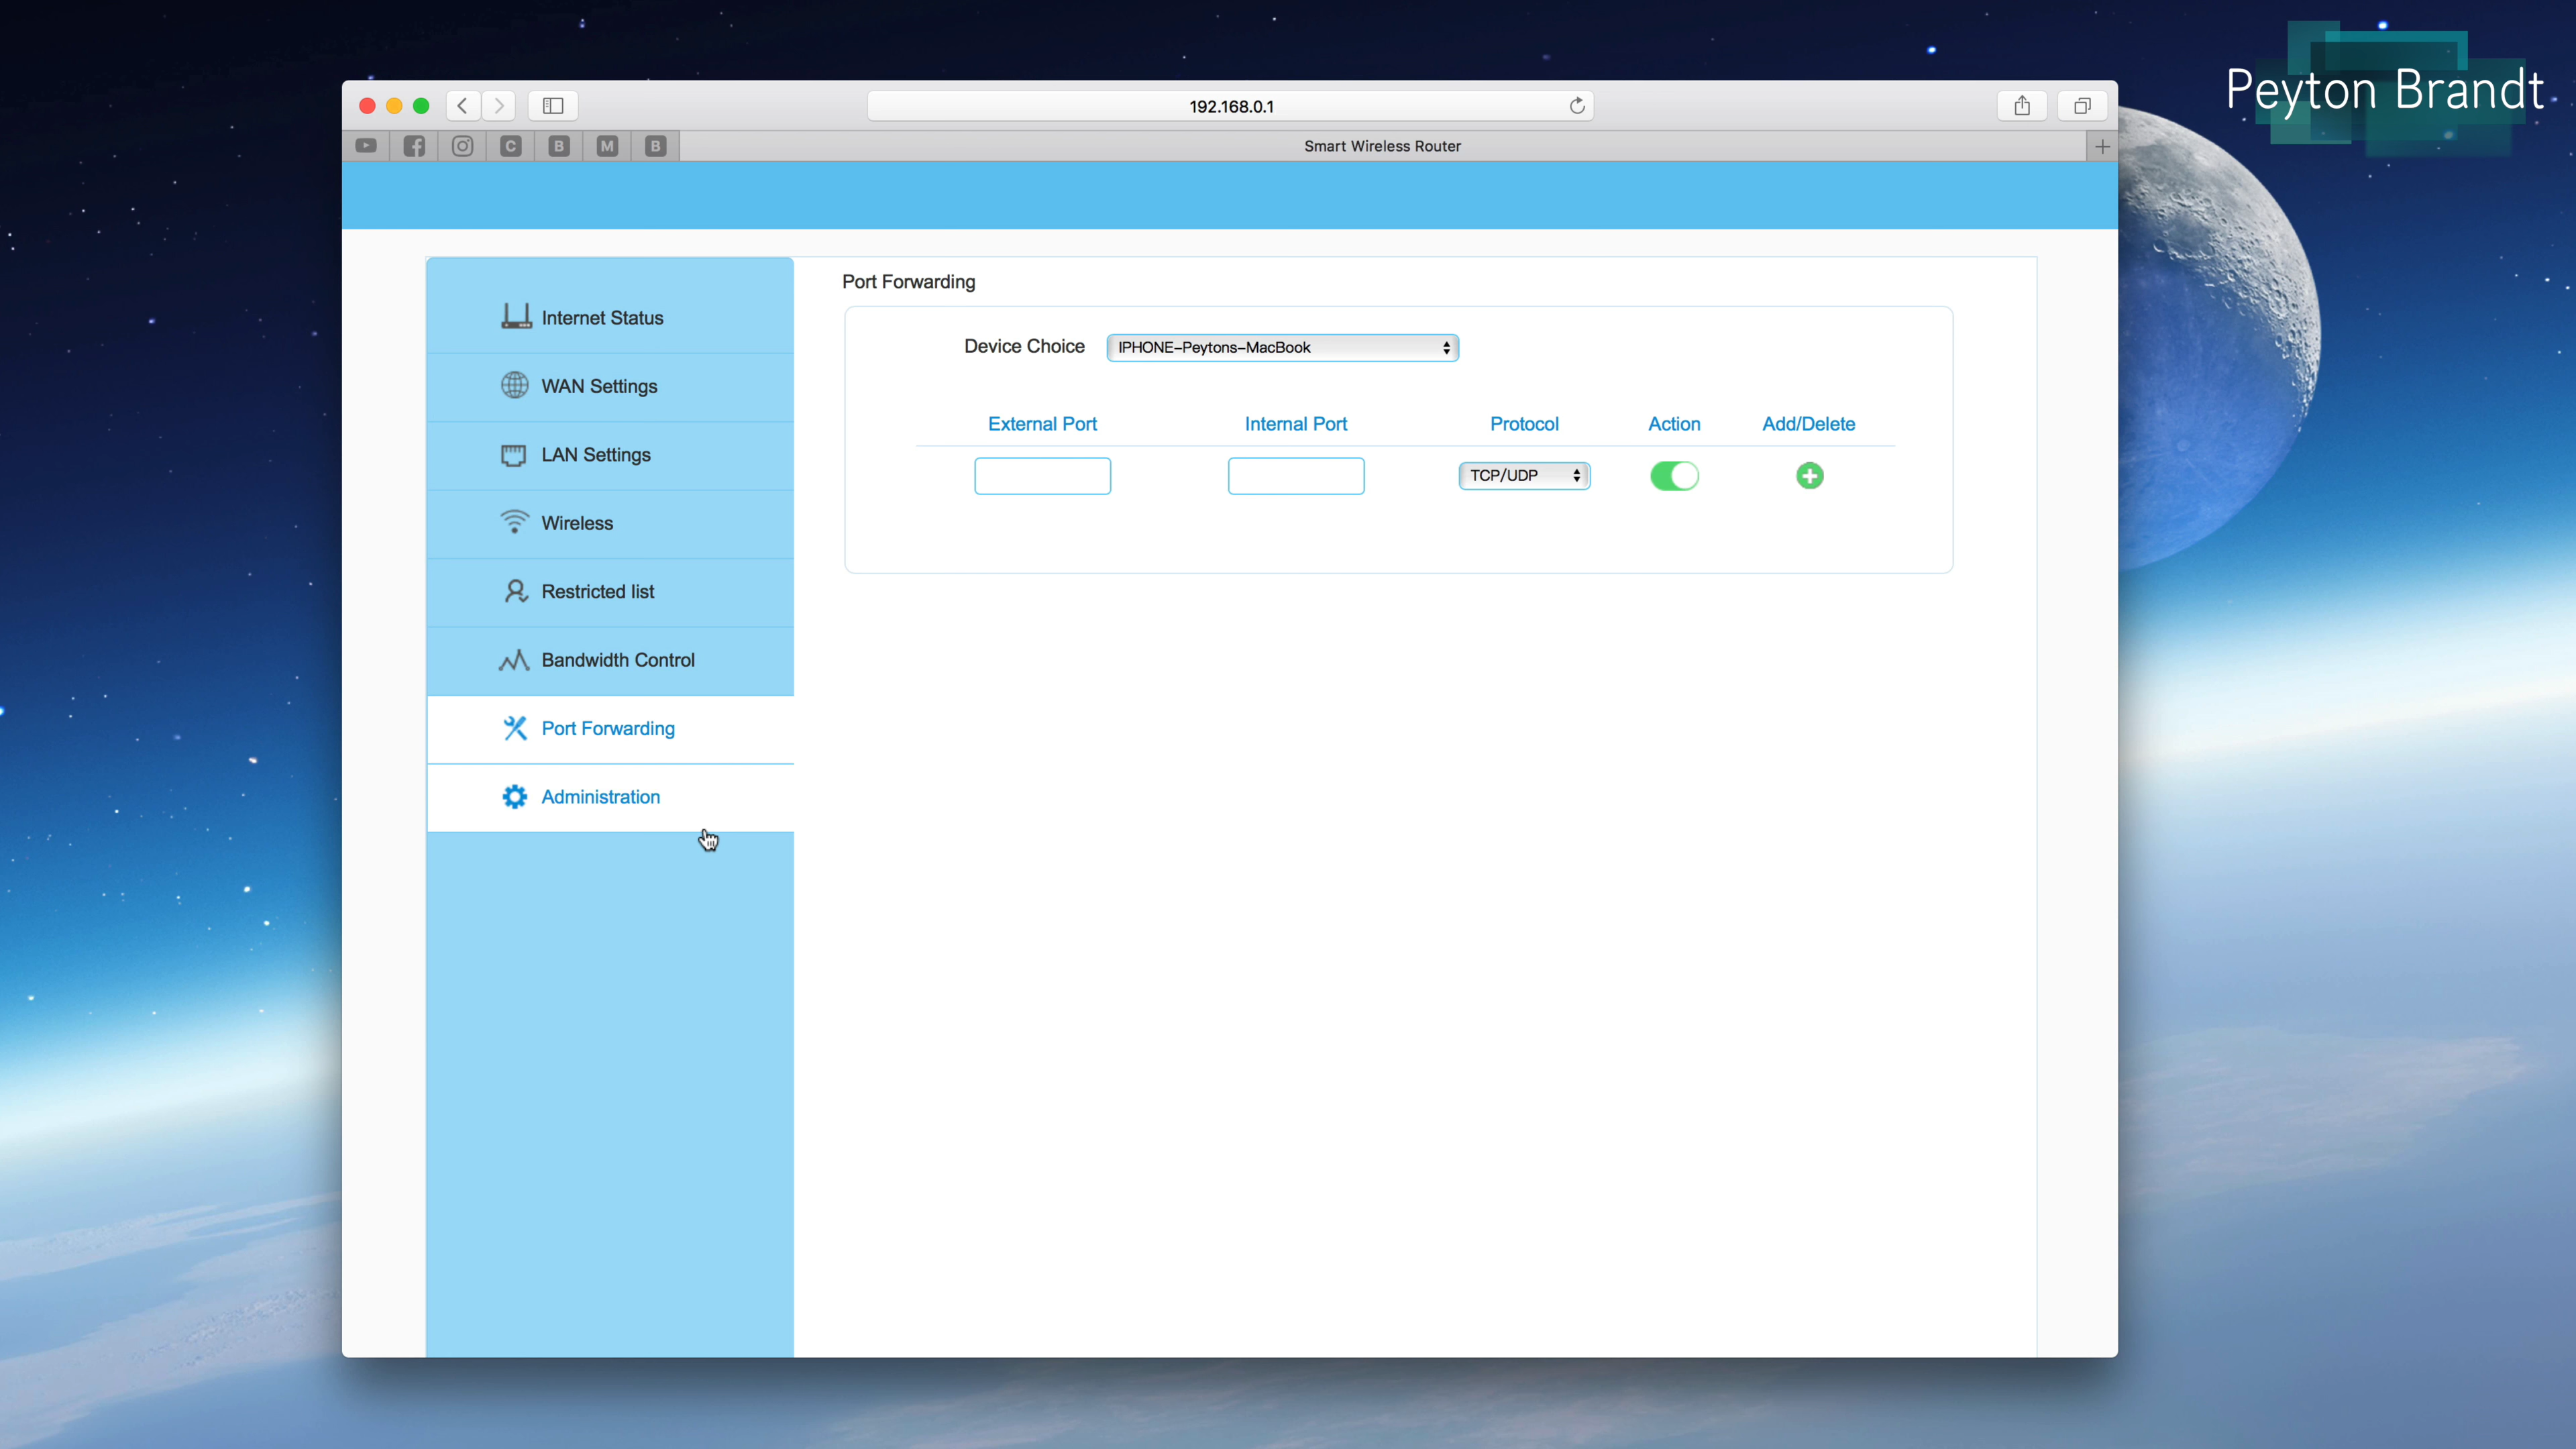 Peyton Brandt
192.168.0.1
C B M B Smart Wireless Router
Internet Status
WAN Settings
LAN Settings
Wireless
Restricted list
Bandwidth Control
Port Forwarding
Administration
Port Forwarding
Device Choice IPHONE-Peytons-MacBook
External Port Internal Port Protocol Action Add/Delete
TCP/UDP